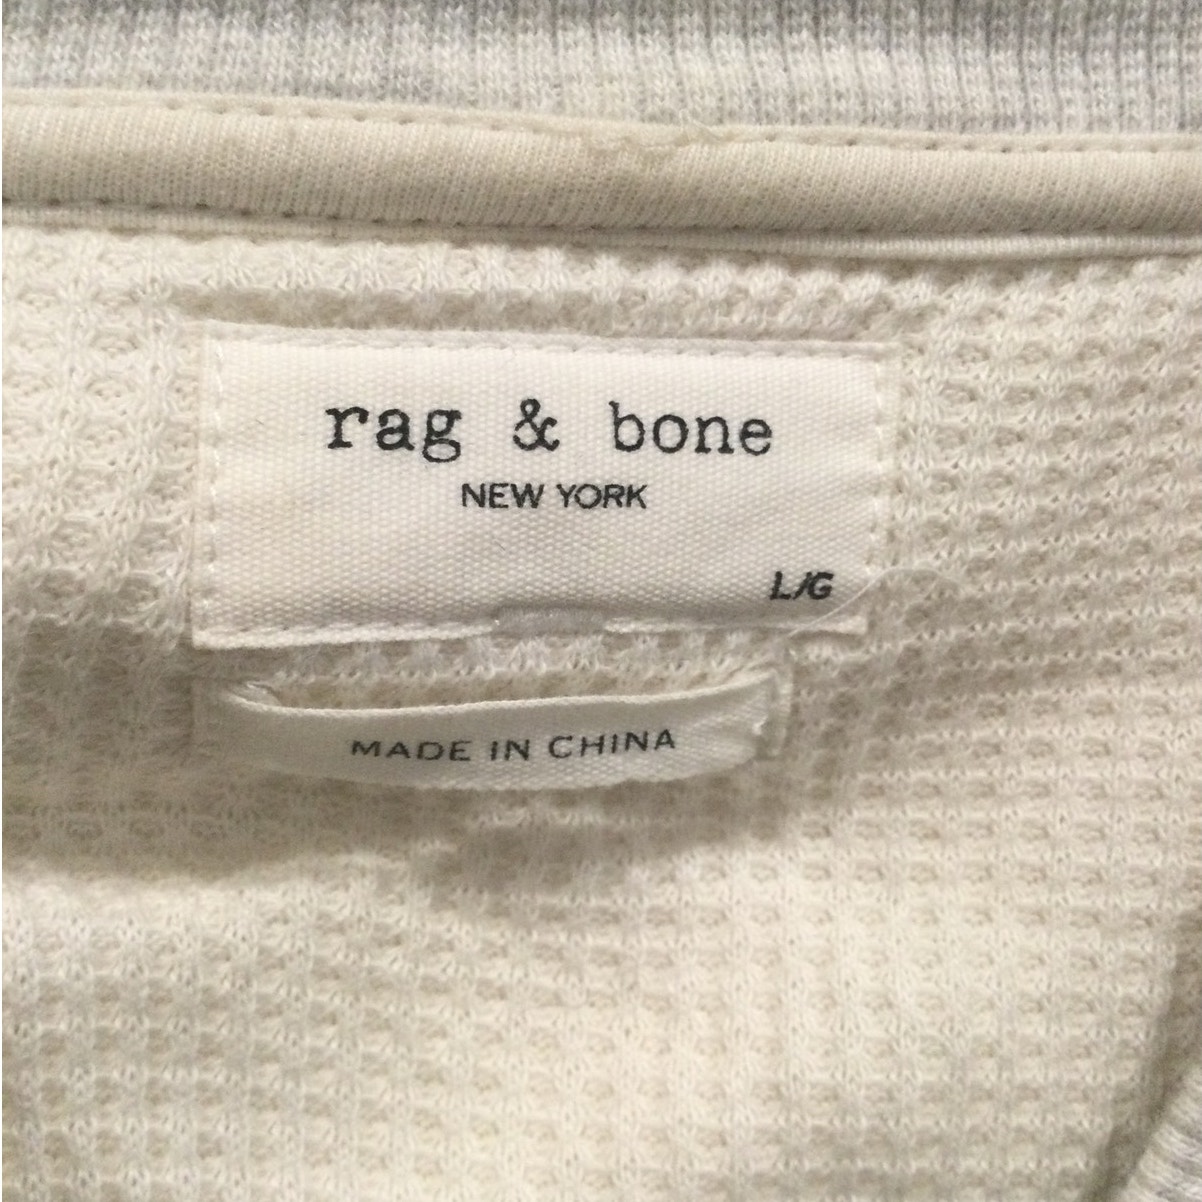 rag & bone
NEW YORK
L/G
MADE IN CHINA